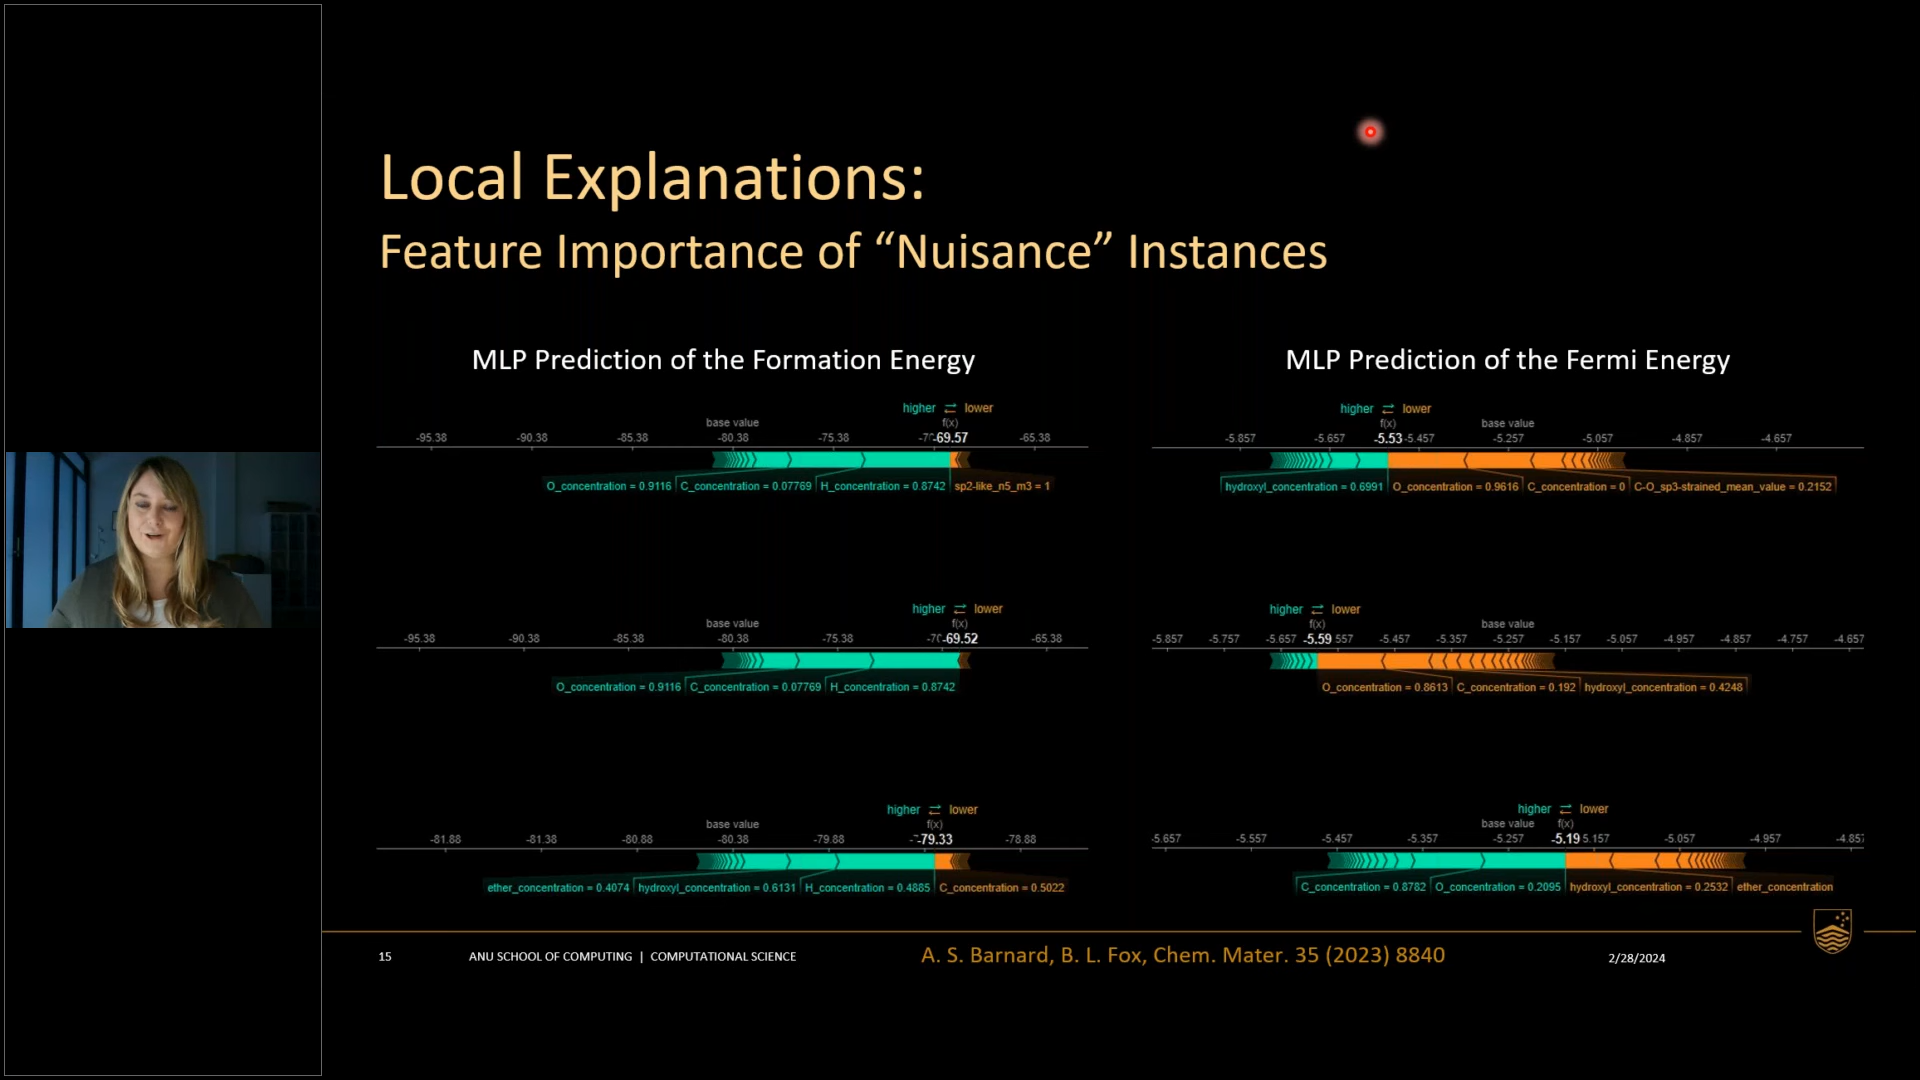 Local Explanations:
Feature Importance of “Nuisance” Instances
MLP Prediction of the Formation Energy
higher ⇄ lower
base value f(x)
-95.38 -90.38 -85.38 -80.38 -75.38 -69.57 -65.38
O_concentration = 0.9116 C_concentration = 0.07769 H_concentration = 0.8742 sp2-like_n5_m3 = 1
higher ⇄ lower
base value f(x)
-95.38 -90.38 -85.38 -80.38 -75.38 -69.52 -65.38
O_concentration = 0.9116 C_concentration = 0.07769 H_concentration = 0.8742
higher ⇄ lower
base value f(x)
-81.88 -81.38 -80.88 -80.38 -79.88 -79.33 -78.88
ether_concentration = 0.4074 hydroxyl_concentration = 0.6131 H_concentration = 0.4885 C_concentration = 0.5022
MLP Prediction of the Fermi Energy
higher ⇄ lower
f(x) base value
-5.857 -5.657 -5.53 -5.457 -5.257 -5.057 -4.857 -4.657
hydroxyl_concentration = 0.6991 O_concentration = 0.9616 C_concentration = 0 C-O_sp3-strained_mean_value = 0.2152
higher ⇄ lower
f(x) base value
-5.857 -5.757 -5.657 -5.59 557 -5.457 -5.357 -5.257 -5.157 -5.057 -4.957 -4.857 -4.757 -4.657
O_concentration = 0.8613 C_concentration = 0.192 hydroxyl_concentration = 0.4248
higher ⇄ lower
base value f(x)
-5.657 -5.557 -5.457 -5.357 -5.257 -5.19 5.157 -5.057 -4.957 -4.857
C_concentration = 0.8782 O_concentration = 0.2095 hydroxyl_concentration = 0.2532 ether_concentration
15 ANU SCHOOL OF COMPUTING | COMPUTATIONAL SCIENCE A. S. Barnard, B. L. Fox, Chem. Mater. 35 (2023) 8840 2/28/2024